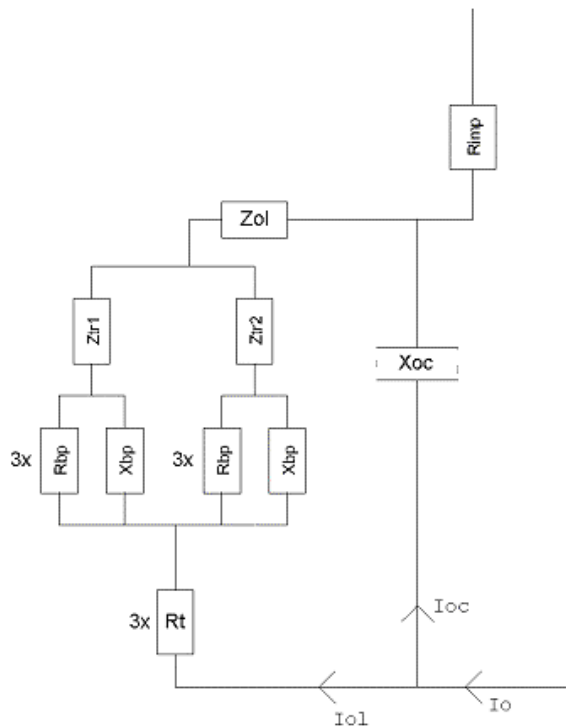 Rimp
Zol
Ztr1
Ztr2
Xoc
3x
Rbp
Xbp
3x
Rbp
Xbp
3x
Rt
Ioc
Iol
Io